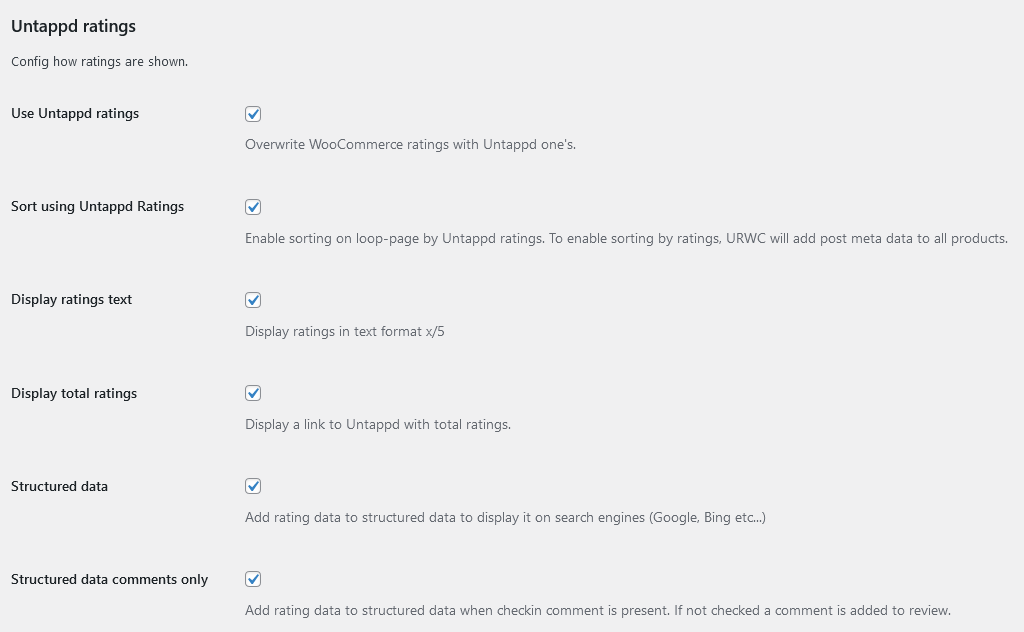 Untappd ratings
Config how ratings are shown.
Use Untappd ratings
Overwrite WooCommerce ratings with Untappd one's.
Sort using Untappd Ratings
Enable sorting on loop-page by Untappd ratings. To enable sorting by ratings, URWC will add post meta data to all products.
Display ratings text
Display ratings in text format x/5
Display total ratings
Display a link to Untappd with total ratings.
Structured data
Add rating data to structured data to display it on search engines (Google, Bing etc...)
Structured data comments only
Add rating data to structured data when checkin comment is present. If not checked a comment is added to review.